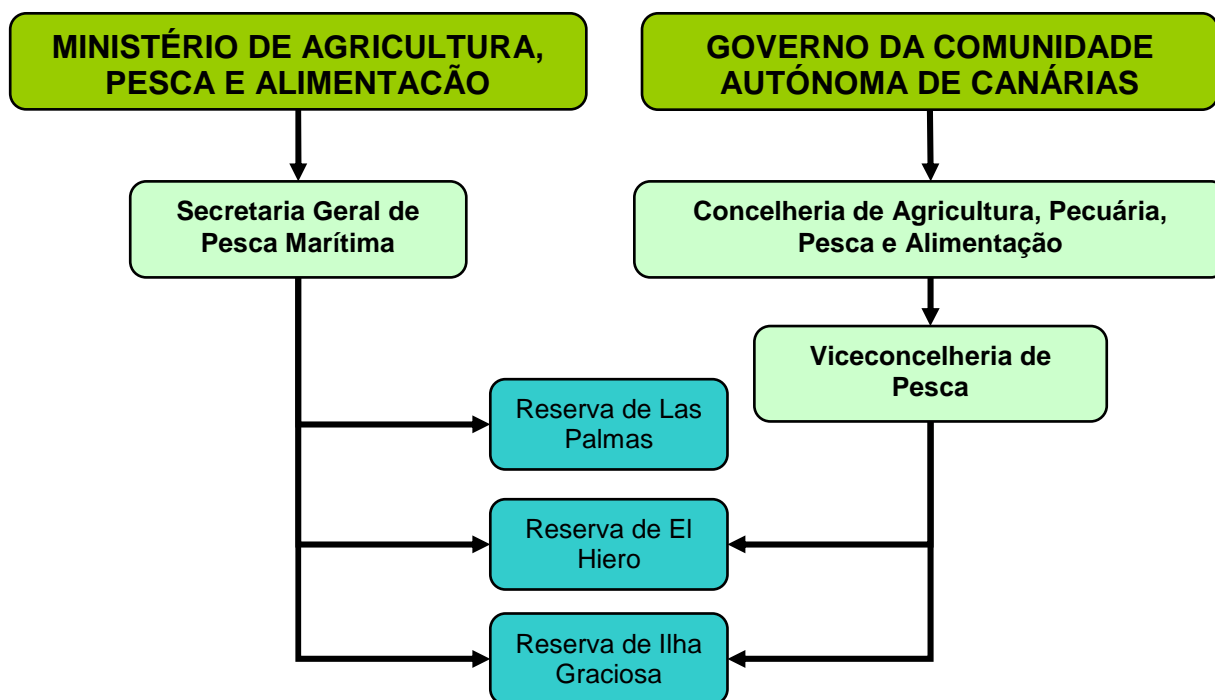 MINISTÉRIO DE AGRICULTURA,
PESCA E ALIMENTAÇÃO
GOVERNO DA COMUNIDADE
AUTÓNOMA DE CANÁRIAS
Secretaria Geral de
Pesca Marítima
Concelheria de Agricultura, Pecuária,
Pesca e Alimentação
Viceconcelheria de
Pesca
Reserva de Las
Palmas
Reserva de El
Hiero
Reserva de Ilha
Graciosa